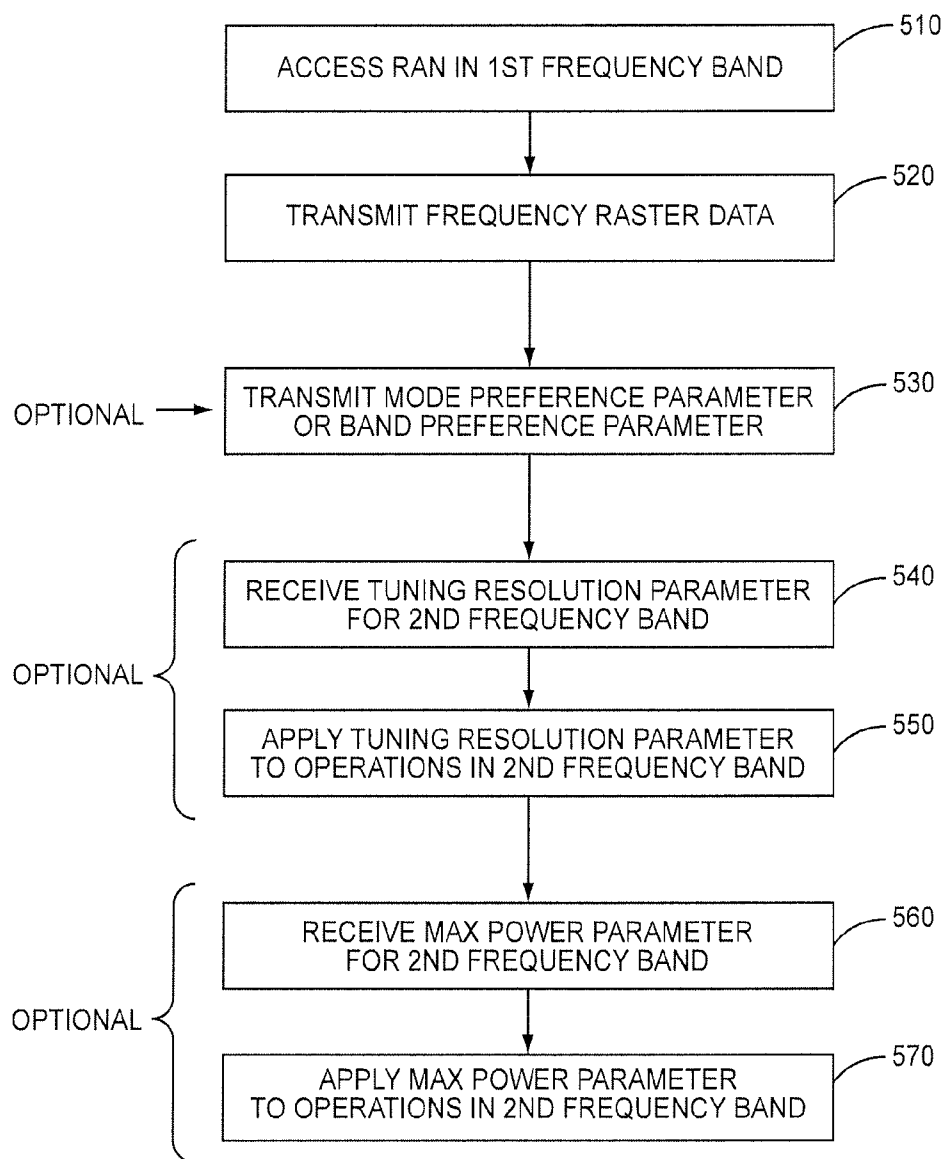 510
ACCESS RAN IN 1ST FREQUENCY BAND
520
TRANSMIT FREQUENCY RASTER DATA
530
OPTIONAL
TRANSMIT MODE PREFERENCE PARAMETER
OR BAND PREFERENCE PARAMETER
540
RECEIVE TUNING RESOLUTION PARAMETER
FOR 2ND FREQUENCY BAND
OPTIONAL
550
APPLY TUNING RESOLUTION PARAMETER
TO OPERATIONS IN 2ND FREQUENCY BAND
560
RECEIVE MAX POWER PARAMETER
FOR 2ND FREQUENCY BAND
OPTIONAL
570
APPLY MAX POWER PARAMETER
TO OPERATIONS IN 2ND FREQUENCY BAND